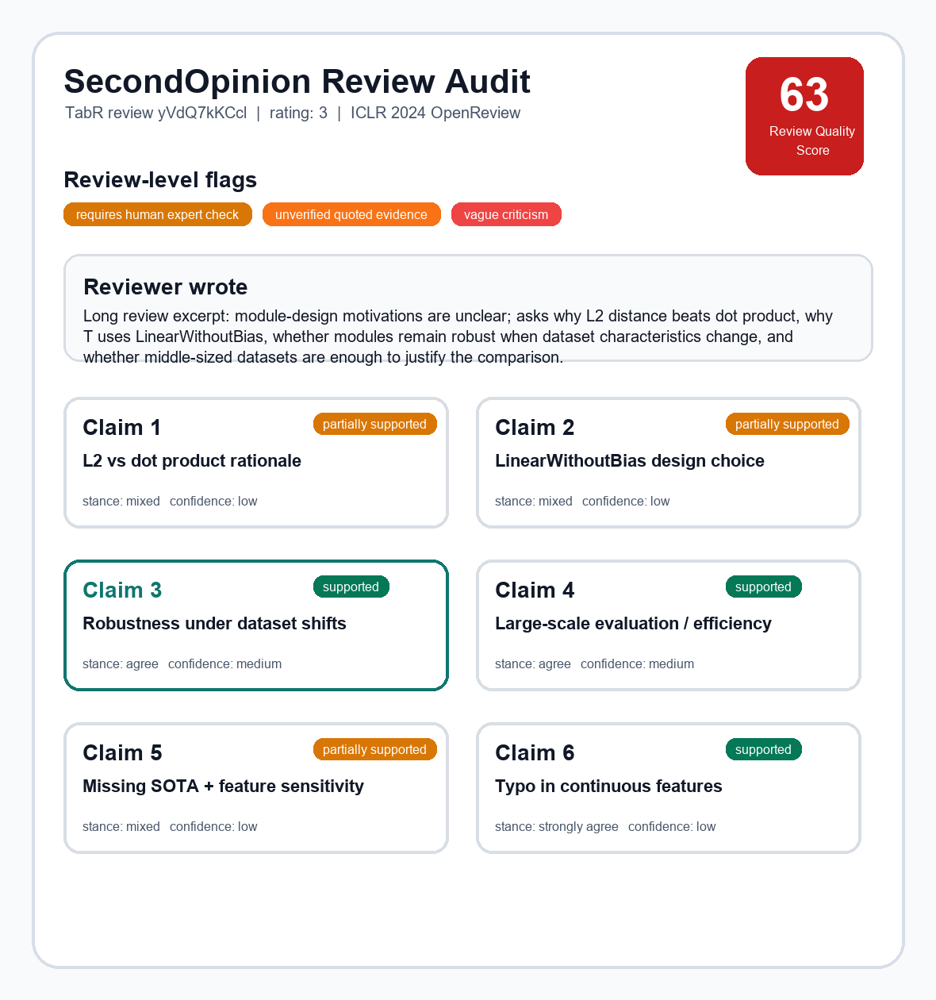 SecondOpinion Review Audit
TabR review yVdQ7kKCcl | rating: 3 | ICLR 2024 OpenReview
63
Review Quality
Score
Review-level flags
requires human expert check
unverified quoted evidence
vague criticism
Reviewer wrote
Long review excerpt: module-design motivations are unclear; asks why L2 distance beats dot product, why
T uses LinearWithoutBias, whether modules remain robust when dataset characteristics change, and
whether middle-sized datasets are enough to justify the comparison.
Claim 1
partially supported
L2 vs dot product rationale
stance: mixed confidence: low
Claim 2
partially supported
LinearWithoutBias design choice
stance: mixed confidence: low
Claim 3
supported
Robustness under dataset shifts
stance: agree confidence: medium
Claim 4
supported
Large-scale evaluation / efficiency
stance: agree confidence: medium
Claim 5
partially supported
Missing SOTA + feature sensitivity
stance: mixed confidence: low
Claim 6
supported
Typo in continuous features
stance: strongly agree confidence: low